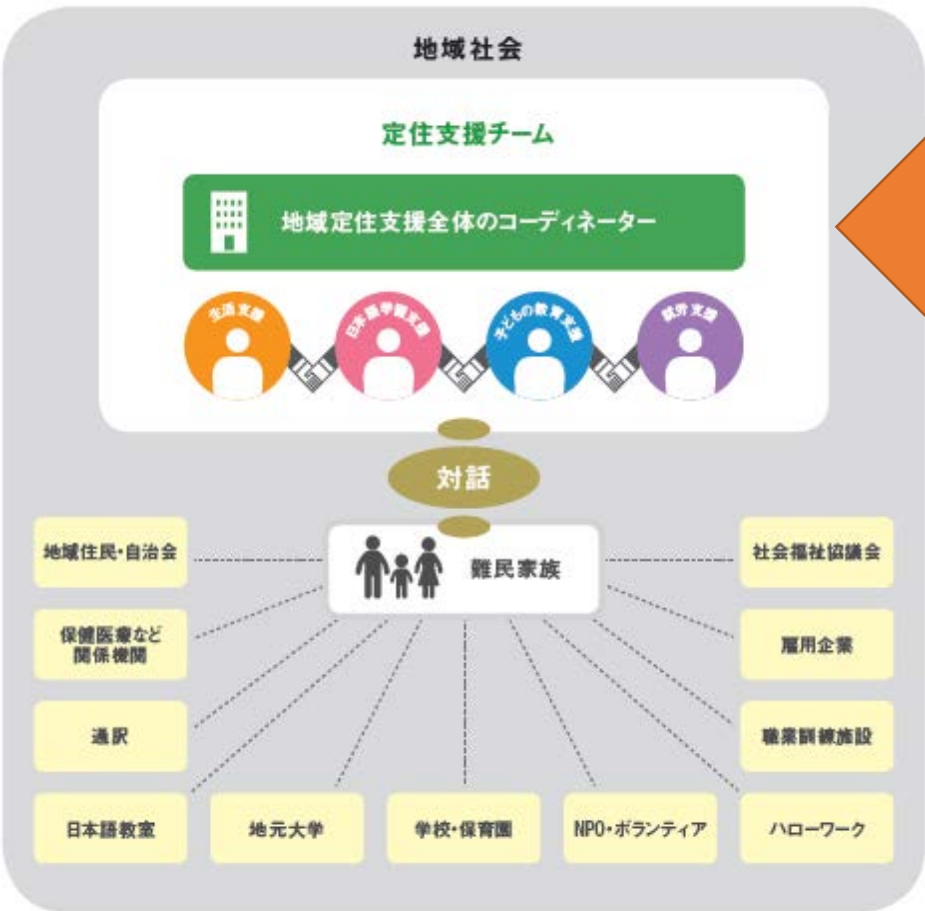 地域社会
定住支援チーム
地域定住支援全体のコーディネーター
生活支援
日本語学習支援
子どもの教育支援
就労支援
対話
難民家族
地域住民・自治会
社会福祉協議会
保健医療など
関係機関
雇用企業
通訳
職業訓練施設
日本語教室
地元大学
学校・保育園
NPO・ボランティア
ハローワーク